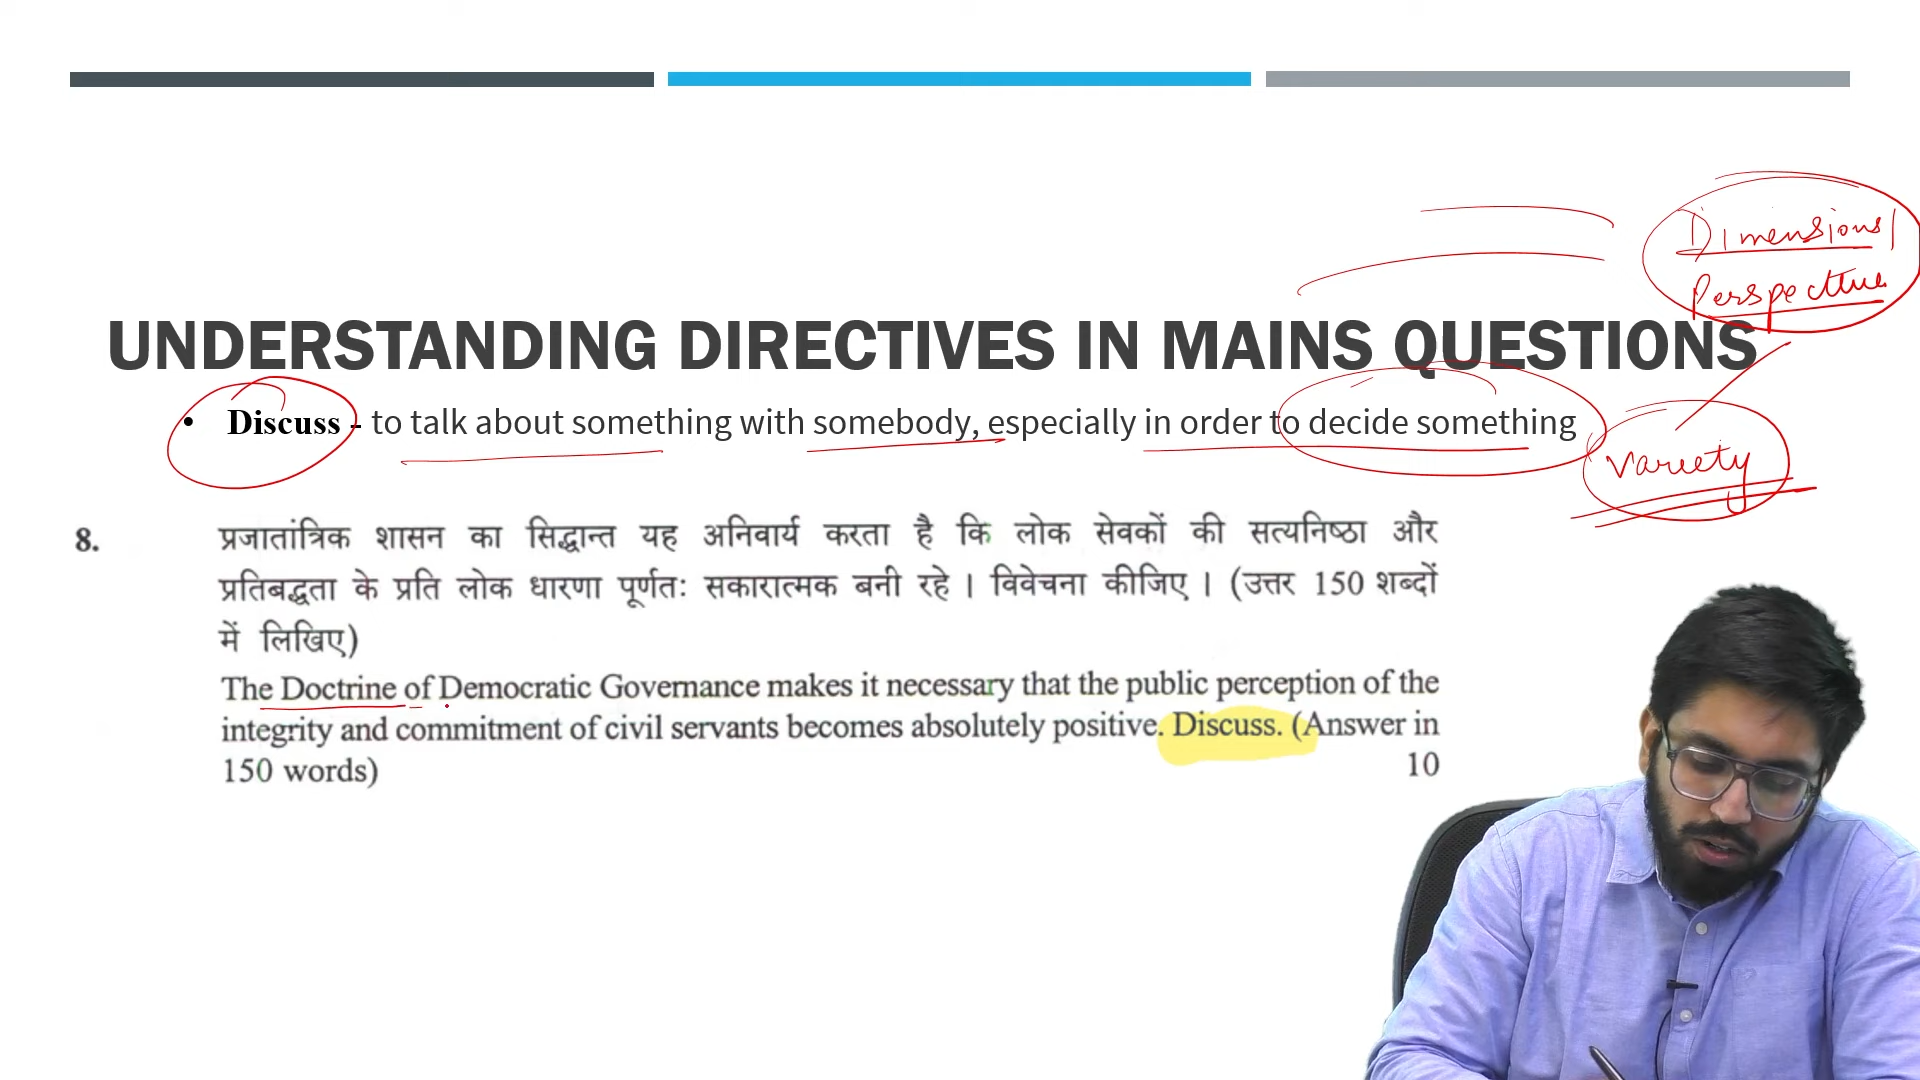 Dimensions/
Perspective
UNDERSTANDING DIRECTIVES IN MAINS QUESTIONS
• Discuss - to talk about something with somebody, especially in order to decide something
Variety
8. प्रजातांत्रिक शासन का सिद्धान्त यह अनिवार्य करता है कि लोक सेवकों की सत्यनिष्ठा और
प्रतिबद्धता के प्रति लोक धारणा पूर्णतः सकारात्मक बनी रहे । विवेचना कीजिए । (उत्तर 150 शब्दों
में लिखिए)
The Doctrine of Democratic Governance makes it necessary that the public perception of the
integrity and commitment of civil servants becomes absolutely positive. Discuss. (Answer in
150 words) 10